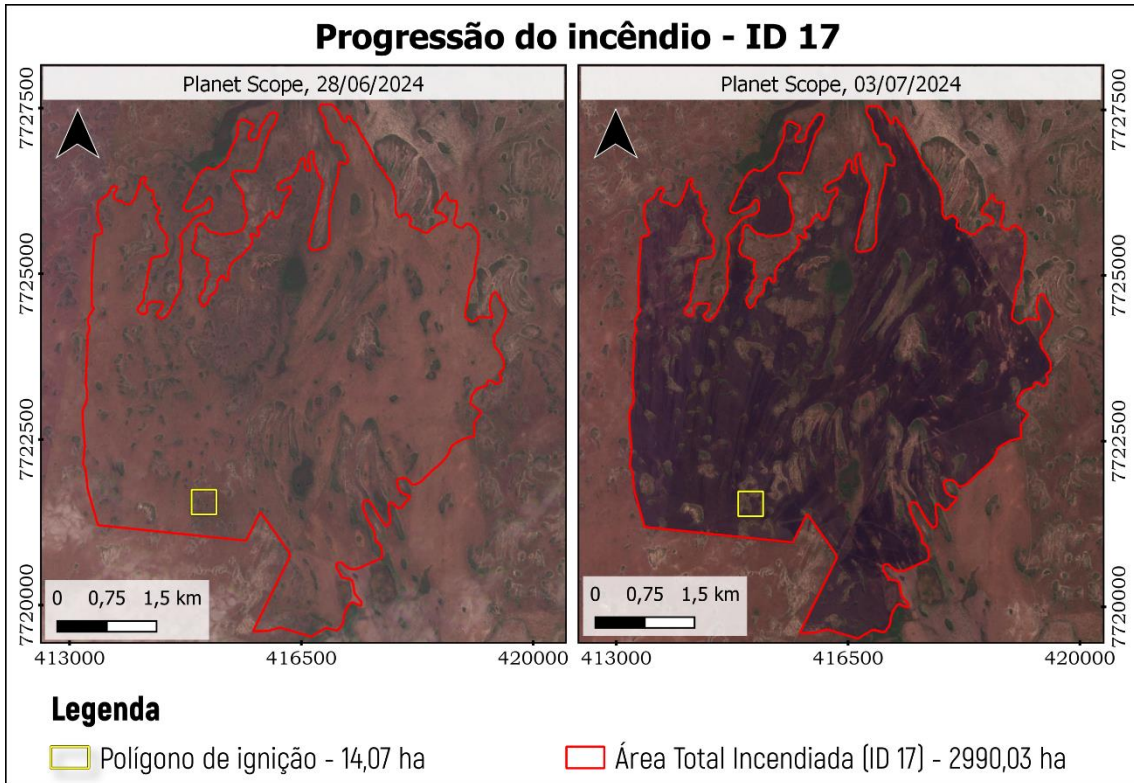 Progressão do incêndio - ID 17
Planet Scope, 28/06/2024
Planet Scope, 03/07/2024
7727500
7725000
7722500
7720000
7727500
7725000
7722500
7720000
0 0,75 1,5 km
0 0,75 1,5 km
413000 416500 420000
413000 416500 420000
Legenda
Polígono de ignição - 14,07 ha
Área Total Incendiada (ID 17) - 2990,03 ha